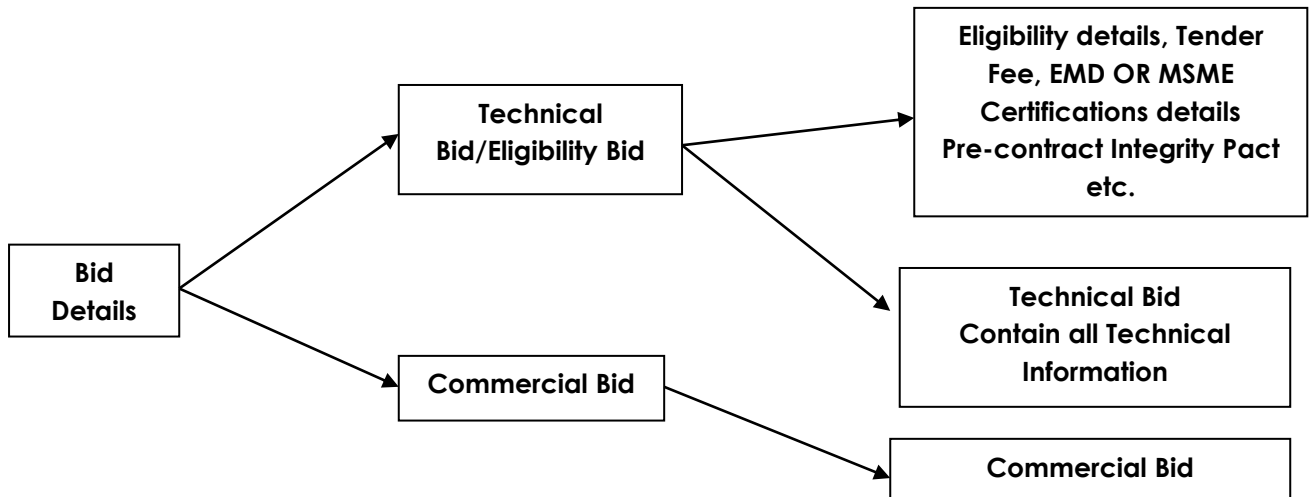 Bid
Details
Technical
Bid/Eligibility Bid
Commercial Bid
Eligibility details, Tender
Fee, EMD OR MSME
Certifications details
Pre-contract Integrity Pact
etc.
Technical Bid
Contain all Technical
Information
Commercial Bid